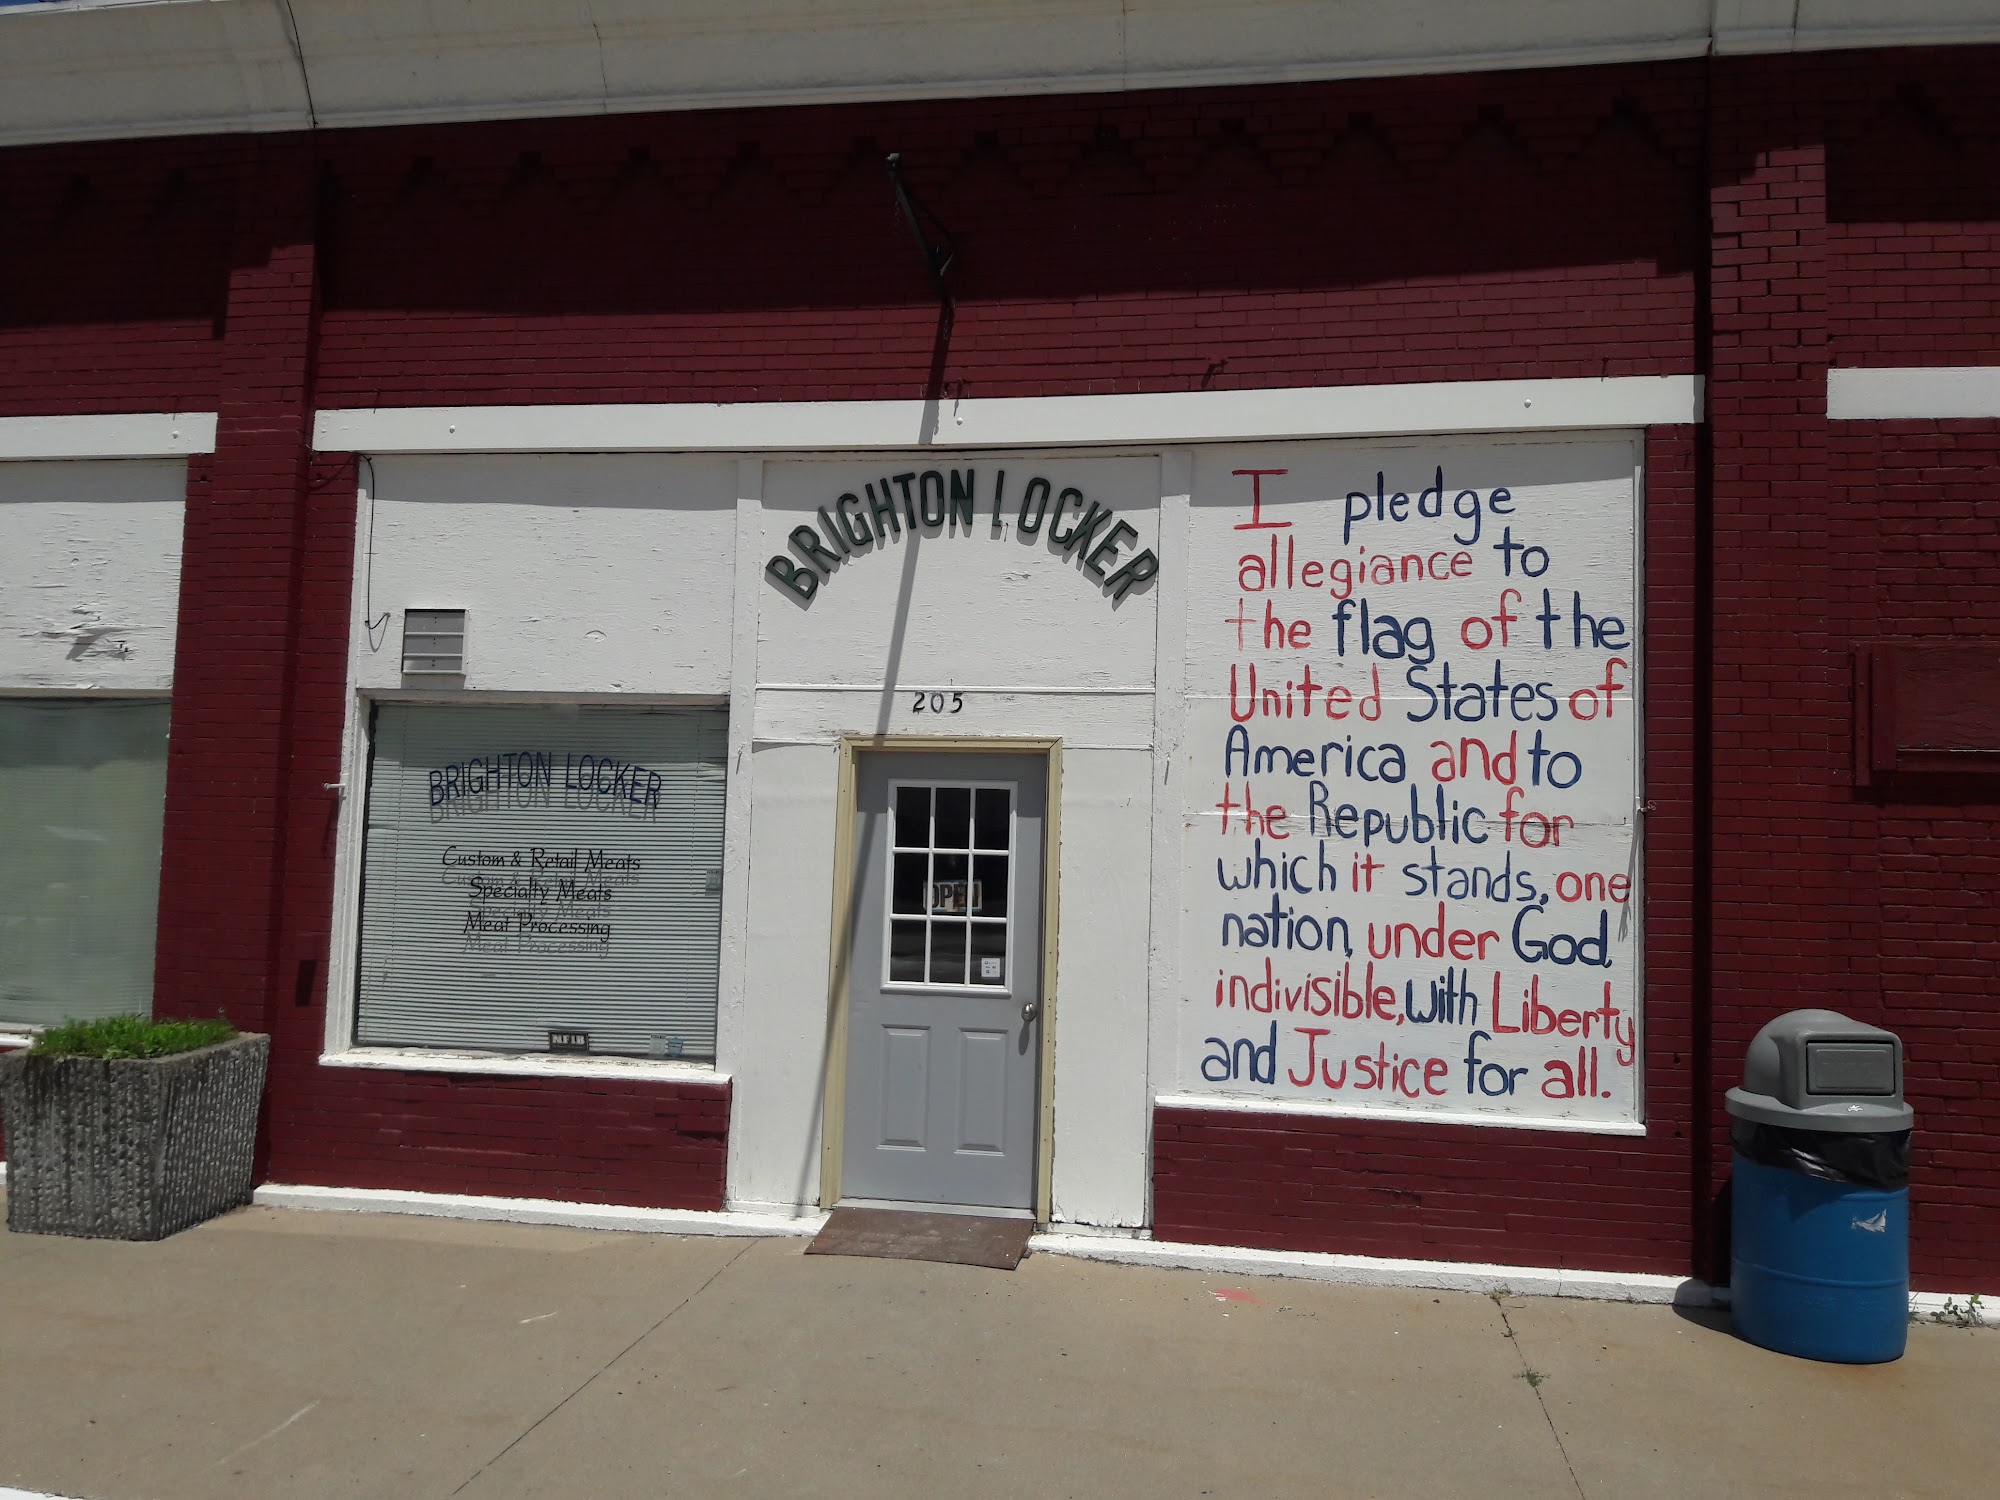 BRIGHTON LOCKER
205
BRIGHTON LOCKER
Custom & Retail Meats
Specialty Meats
Meat Processing
OPEN
I pledge
allegiance to
the flag of the
United States of
America and to
the Republic for
which it stands, one
nation, under God,
indivisible, with Liberty
and Justice for all.